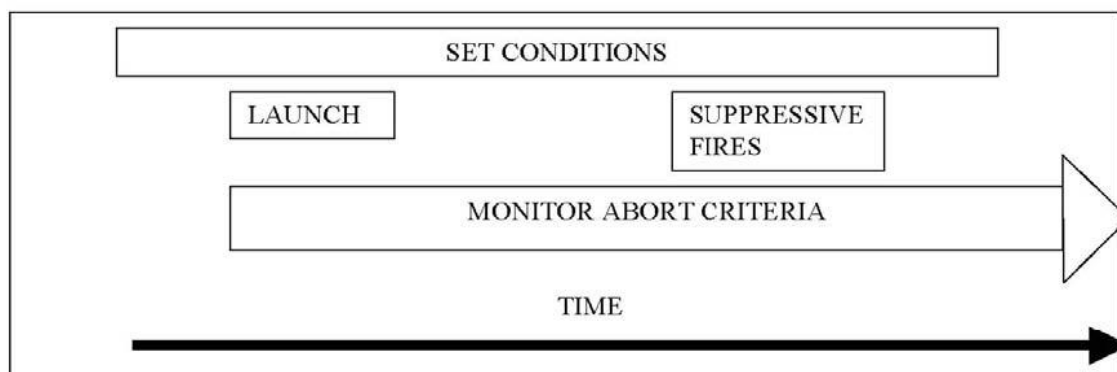 SET CONDITIONS
LAUNCH
SUPPRESSIVE
FIRES
MONITOR ABORT CRITERIA
TIME